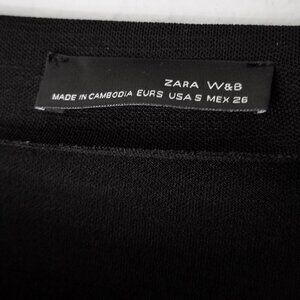 ZARA W&B
MADE IN CAMBODIA EUR S USA S MEX 26